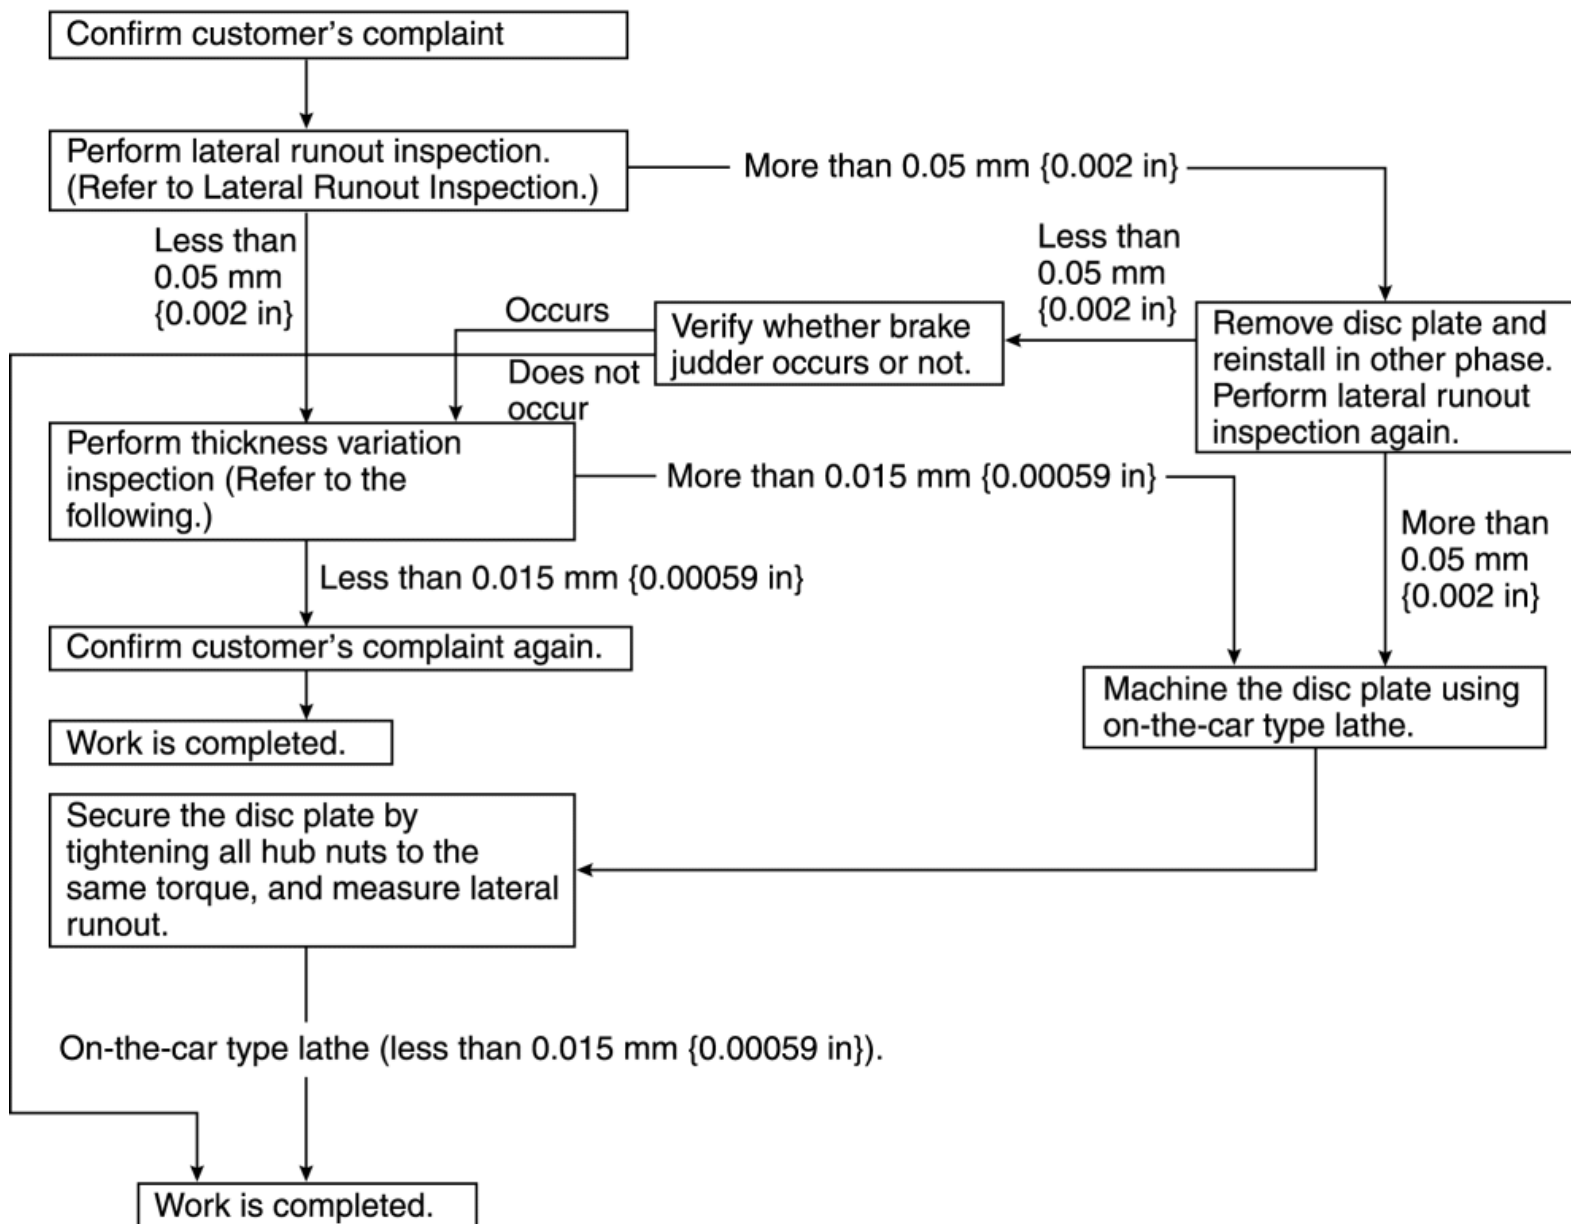 Confirm customer’s complaint
Perform lateral runout inspection.
(Refer to Lateral Runout Inspection.)
More than 0.05 mm {0.002 in}
Less than
0.05 mm
{0.002 in}
Less than
0.05 mm
{0.002 in}
Remove disc plate and
reinstall in other phase.
Perform lateral runout
inspection again.
Verify whether brake
judder occurs or not.
Occurs
Does not
occur
Perform thickness variation
inspection (Refer to the
following.)
More than 0.015 mm {0.00059 in}
More than
0.05 mm
{0.002 in}
Less than 0.015 mm {0.00059 in}
Confirm customer’s complaint again.
Work is completed.
Machine the disc plate using
on-the-car type lathe.
Secure the disc plate by
tightening all hub nuts to the
same torque, and measure lateral
runout.
On-the-car type lathe (less than 0.015 mm {0.00059 in}).
Work is completed.